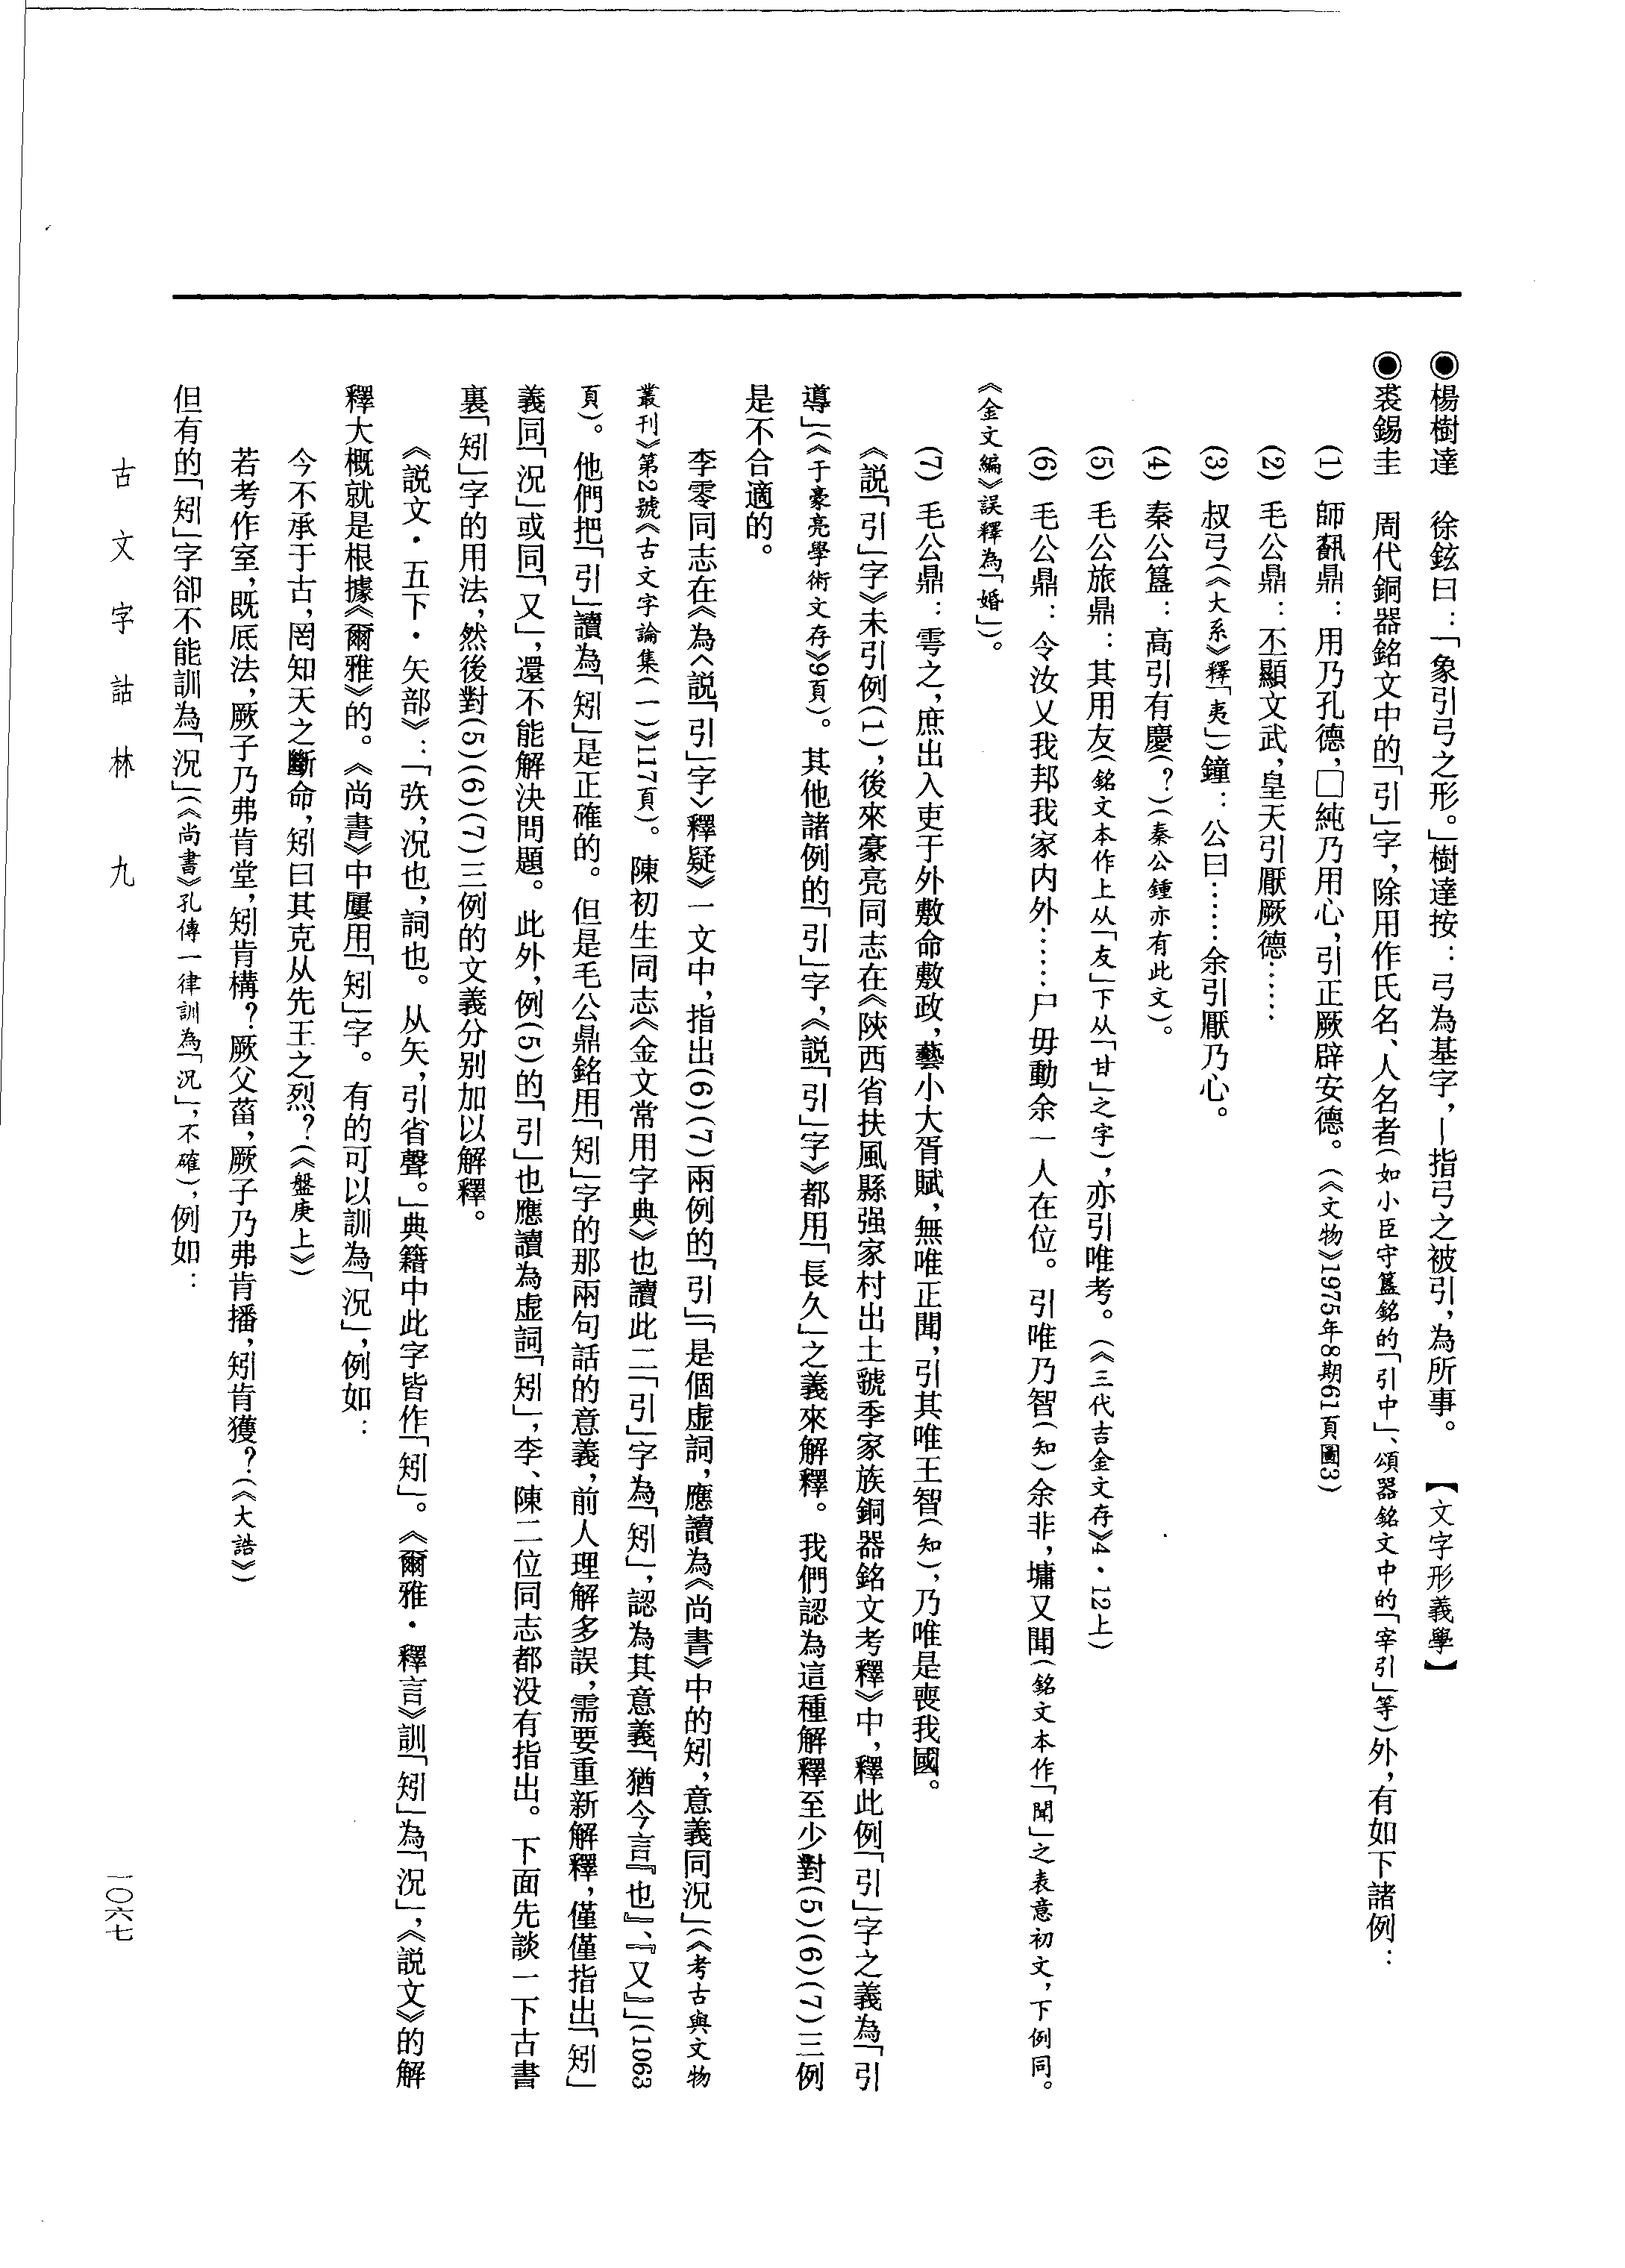 ◉楊樹達　徐鉉曰：「象引弓之形。」樹達按：弓為基字，丨指弓之被引，為所事。　【文字形義學】
◉裘錫圭　周代銅器銘文中的「引」字，除用作氏名、人名者（如小臣守簋銘的「引中」、頌器銘文中的「宰引」等）外，有如下諸例：
(1) 師𩛥鼎：用乃孔德，□純乃用心，引正厥辟安德。（《文物》1975年8期61頁圖3）
(2) 毛公鼎：丕顯文武，皇天引厭厥德……
(3) 叔弓（《大系》釋「夷」）鐘：公曰……余引厭乃心。
(4) 秦公簋：高引有慶（？）（秦公鍾亦有此文）。
(5) 毛公旅鼎：其用友（銘文本作上从「友」下从「甘」之字），亦引唯考。（《三代吉金文存》4·12上）
(6) 毛公鼎：令汝乂我邦我家内外……尸毋動余一人在位。引唯乃智（知）余非，墉又聞（銘文本作「聞」之表意初文，下例同。
《金文編》誤釋為「婚」）。
(7) 毛公鼎：雩之，庶出入吏于外敷命敷政，藝小大胥賦，無唯正聞，引其唯王智（知），乃唯是喪我國。
《説「引」字》未引例(1)，後來豪亮同志在《陝西省扶風縣强家村出土虢季家族銅器銘文考釋》中，釋此例「引」字之義為「引
導」（《于豪亮學術文存》9頁）。其他諸例的「引」字，《説「引」字》都用「長久」之義來解釋。我們認為這種解釋至少對(5)(6)(7)三例
是不合適的。
李零同志在《為〈説「引」字〉釋疑》一文中，指出(6)(7)兩例的「引」「是個虚詞，應讀為《尚書》中的矧，意義同況」（《考古與文物
叢刊》第2號《古文字論集(一)》117頁）。陳初生同志《金文常用字典》也讀此二「引」字為「矧」，認為其意義「猶今言『也』、『又』」（1063
頁）。他們把「引」讀為「矧」是正確的。但是毛公鼎銘用「矧」字的那兩句話的意義，前人理解多誤，需要重新解釋，僅僅指出「矧」
義同「況」或同「又」，還不能解決問題。此外，例(5)的「引」也應讀為虚詞「矧」，李、陳二位同志都没有指出。下面先談一下古書
裏「矧」字的用法，然後對(5)(6)(7)三例的文義分别加以解釋。
《説文·五下·矢部》：「矤，況也，詞也。从矢，引省聲。」典籍中此字皆作「矧」。《爾雅·釋言》訓「矧」為「況」，《説文》的解
釋大概就是根據《爾雅》的。《尚書》中屢用「矧」字。有的可以訓為「況」，例如：
今不承于古，罔知天之斷命，矧曰其克从先王之烈？（《盤庚上》）
若考作室，既厎法，厥子乃弗肯堂，矧肯構？厥父菑，厥子乃弗肯播，矧肯獲？（《大誥》）
但有的「矧」字卻不能訓為「況」（《尚書》孔傳一律訓為「況」，不確），例如：
古文字詁林　九
一〇六七